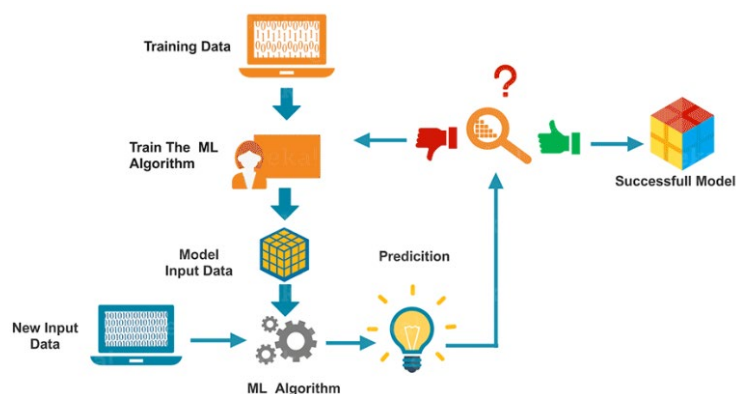 Training Data
?
Train The ML
Algorithm
Successfull Model
Model
Input Data
Predicition
New Input
Data
ML Algorithm